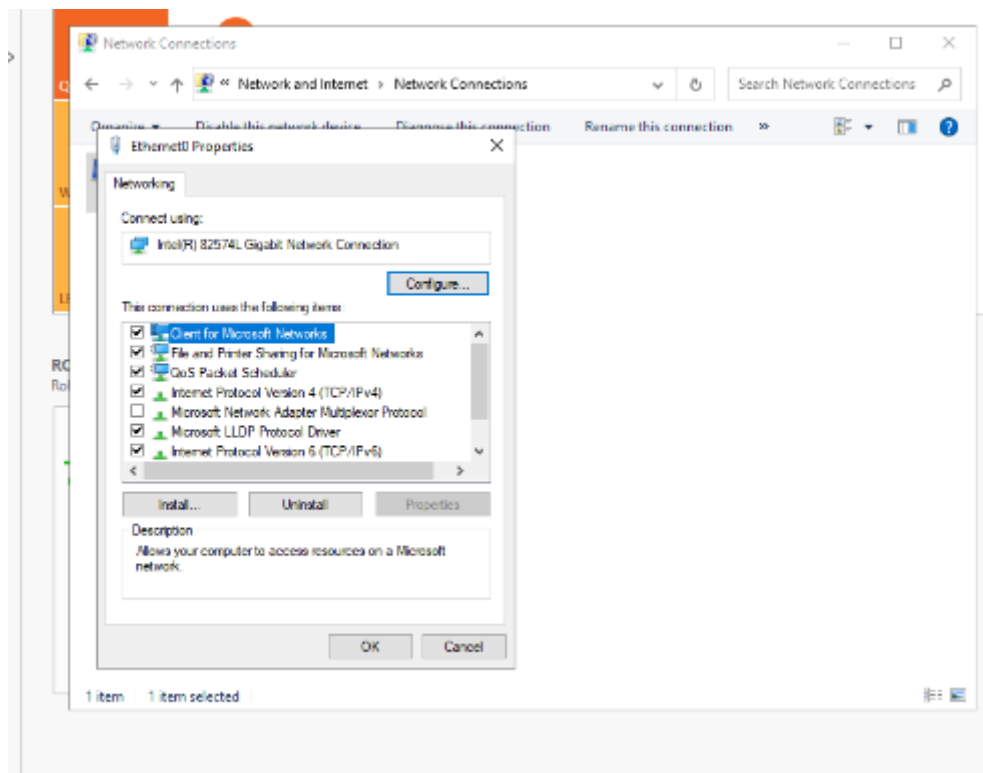 Network Connections
Network and Internet > Network Connections
Search Network Connections
Organize
Disable this network device
Diagnose this connection
Rename this connection
»
Ethernet0 Properties
Networking
Connect using:
Intel(R) 82574L Gigabit Network Connection
Configure...
This connection uses the following items:
Client for Microsoft Networks
File and Printer Sharing for Microsoft Networks
QoS Packet Scheduler
Internet Protocol Version 4 (TCP/IPv4)
Microsoft Network Adapter Multiplexor Protocol
Microsoft LLDP Protocol Driver
Internet Protocol Version 6 (TCP/IPv6)
Install...
Uninstall
Properties
Description
Allows your computer to access resources on a Microsoft
network.
OK
Cancel
1 item
1 item selected